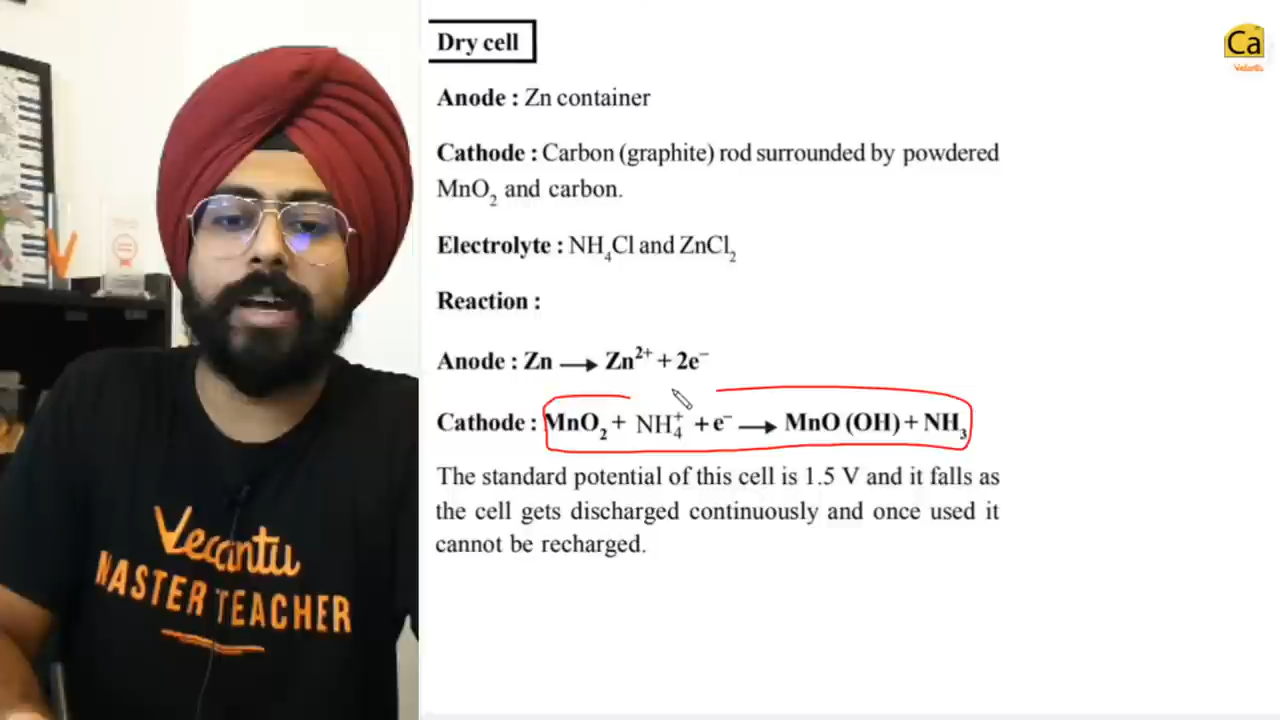 Dry cell
Ca
Vedantu
Anode : Zn container
Cathode : Carbon (graphite) rod surrounded by powdered
MnO₂ and carbon.
Electrolyte : NH₄Cl and ZnCl₂
Reaction :
Anode : Zn ⟶ Zn²⁺ + 2e⁻
Cathode : MnO₂ + NH₄⁺ + e⁻ ⟶ MnO (OH) + NH₃
The standard potential of this cell is 1.5 V and it falls as
the cell gets discharged continuously and once used it
cannot be recharged.
Vedantu
MASTER TEACHER